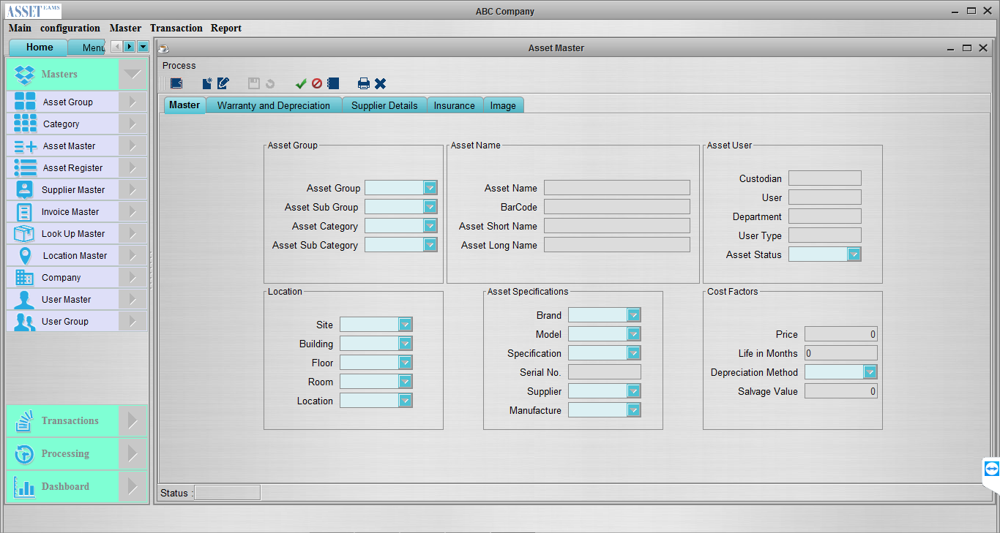 ASSETTEAMS
ABC Company
Main configuration Master Transaction Report
Home Menu
Asset Master
Masters
Asset Group
Category
Asset Master
Asset Register
Supplier Master
Invoice Master
Look Up Master
Location Master
Company
User Master
User Group
Transactions
Processing
Dashboard
Process
Master Warranty and Depreciation Supplier Details Insurance Image
Asset Group
Asset Group
Asset Sub Group
Asset Category
Asset Sub Category
Asset Name
Asset Name
BarCode
Asset Short Name
Asset Long Name
Asset User
Custodian
User
Department
User Type
Asset Status
Location
Site
Building
Floor
Room
Location
Asset Specifications
Brand
Model
Specification
Serial No.
Supplier
Manufacture
Cost Factors
Price 0
Life in Months 0
Depreciation Method
Salvage Value 0
Status :